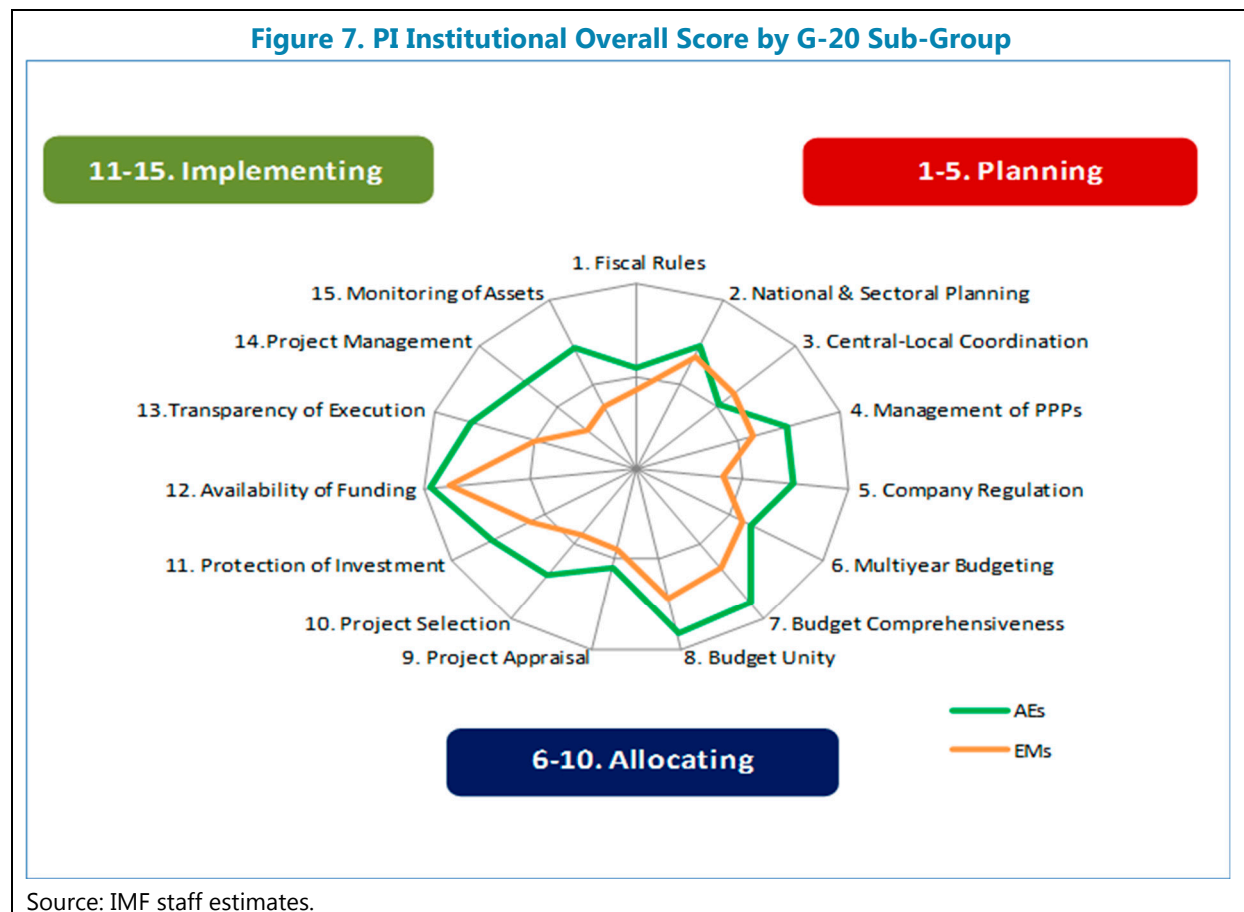 Figure 7. PI Institutional Overall Score by G-20 Sub-Group
11-15. Implementing
1-5. Planning
1. Fiscal Rules
15. Monitoring of Assets
2. National & Sectoral Planning
14.Project Management
3. Central-Local Coordination
13.Transparency of Execution
4. Management of PPPs
12. Availability of Funding
5. Company Regulation
11. Protection of Investment
6. Multiyear Budgeting
10. Project Selection
7. Budget Comprehensiveness
9. Project Appraisal
8. Budget Unity
AEs
EMs
6-10. Allocating
Source: IMF staff estimates.